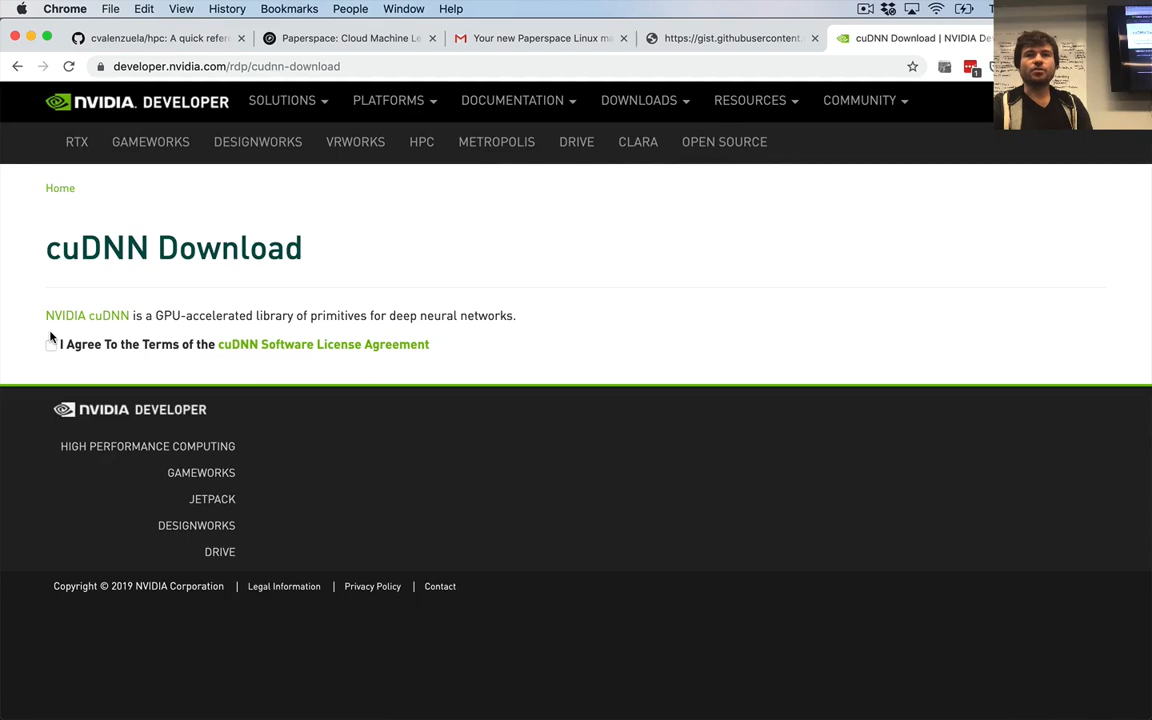 Chrome File Edit View History Bookmarks People Window Help
cvalenzuela/hpc: A quick refer
Paperspace: Cloud Machine Le
Your new Paperspace Linux ma
https://gist.githubusercontent.
cuDNN Download | NVIDIA De
developer.nvidia.com/rdp/cudnn-download
1
NVIDIA. DEVELOPER SOLUTIONS PLATFORMS DOCUMENTATION DOWNLOADS RESOURCES COMMUNITY
RTX GAMEWORKS DESIGNWORKS VRWORKS HPC METROPOLIS DRIVE CLARA OPEN SOURCE
Home
cuDNN Download
NVIDIA cuDNN is a GPU-accelerated library of primitives for deep neural networks.
I Agree To the Terms of the cuDNN Software License Agreement
NVIDIA DEVELOPER
HIGH PERFORMANCE COMPUTING
GAMEWORKS
JETPACK
DESIGNWORKS
DRIVE
Copyright © 2019 NVIDIA Corporation | Legal Information | Privacy Policy | Contact